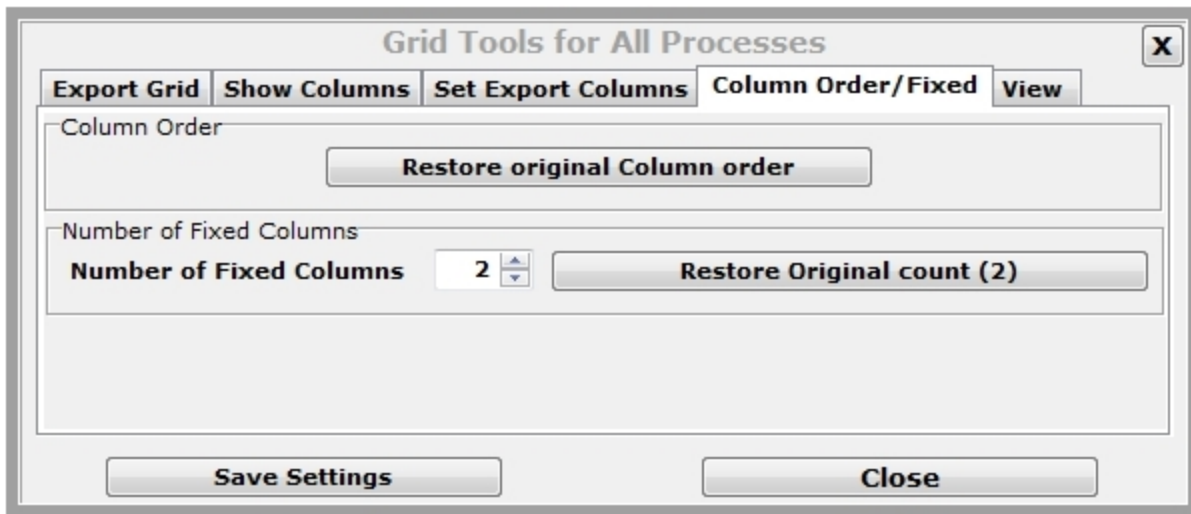 Grid Tools for All Processes
X
Export Grid Show Columns Set Export Columns Column Order/Fixed View
Column Order
Restore original Column order
Number of Fixed Columns
Number of Fixed Columns 2 Restore Original count (2)
Save Settings Close